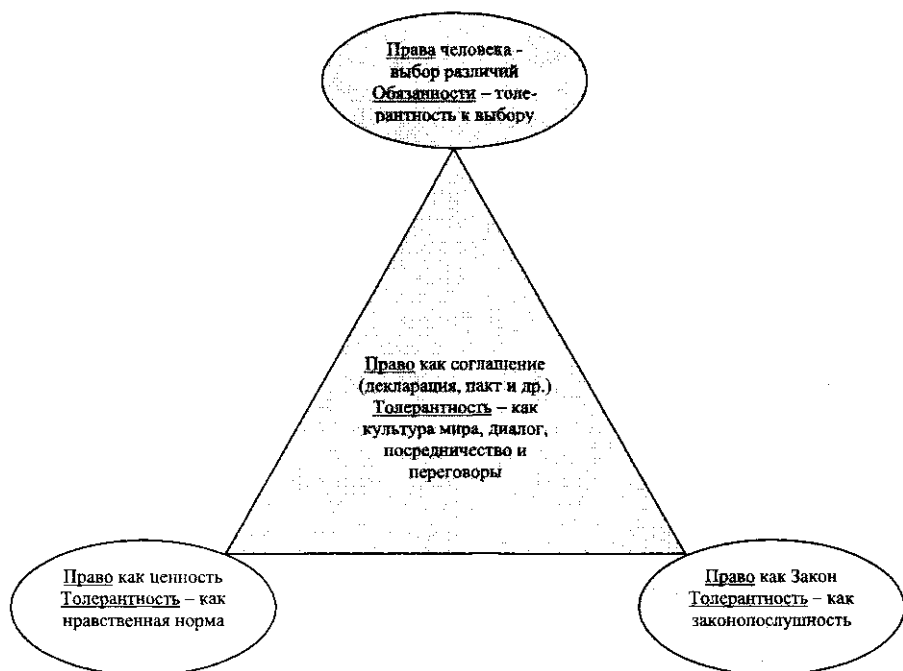 Права человека -
выбор различий
Обязанности – толе-
рантность к выбору
Право как соглашение
(декларация, пакт и др.)
Толерантность – как
культура мира, диалог,
посредничество и
переговоры
Право как ценность
Толерантность – как
нравственная норма
Право как Закон
Толерантность – как
законопослушность